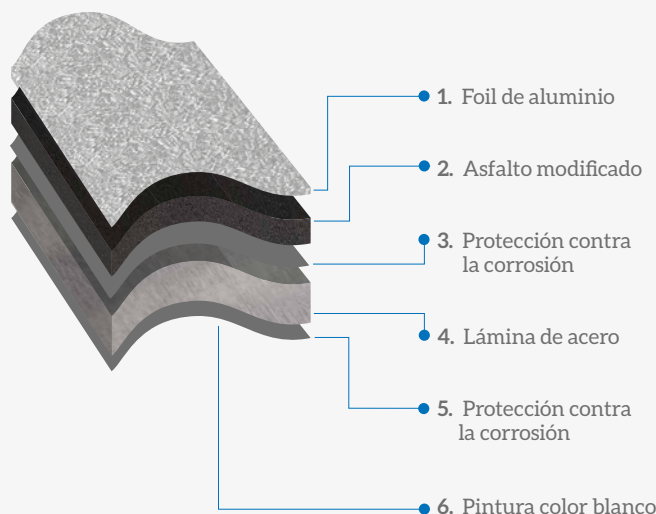 1. Foil de aluminio
2. Asfalto modificado
3. Protección contra
la corrosión
4. Lámina de acero
5. Protección contra
la corrosión
6. Pintura color blanco